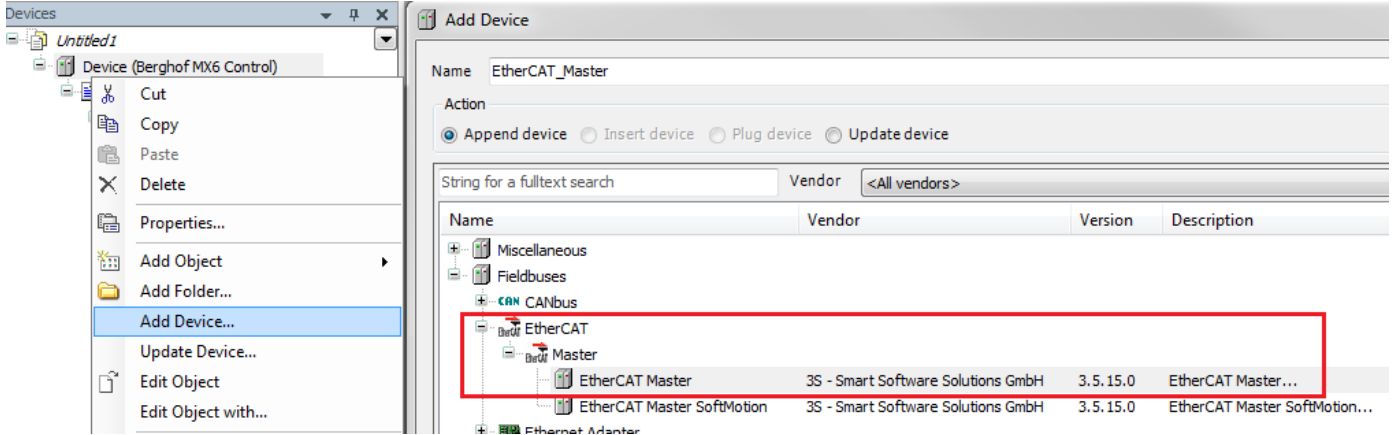 Devices
Untitled1
Device (Berghof MX6 Control)
Cut
Copy
Paste
Delete
Properties...
Add Object
Add Folder...
Add Device...
Update Device...
Edit Object
Edit Object with...
Add Device
Name EtherCAT_Master
Action
Append device Insert device Plug device Update device
String for a fulltext search Vendor <All vendors>
Name Vendor Version Description
Miscellaneous
Fieldbuses
CAN CANbus
EtherCAT EtherCAT
EtherCAT Master
EtherCAT Master 3S - Smart Software Solutions GmbH 3.5.15.0 EtherCAT Master...
EtherCAT Master SoftMotion 3S - Smart Software Solutions GmbH 3.5.15.0 EtherCAT Master SoftMotion...
Ethernet Adapter